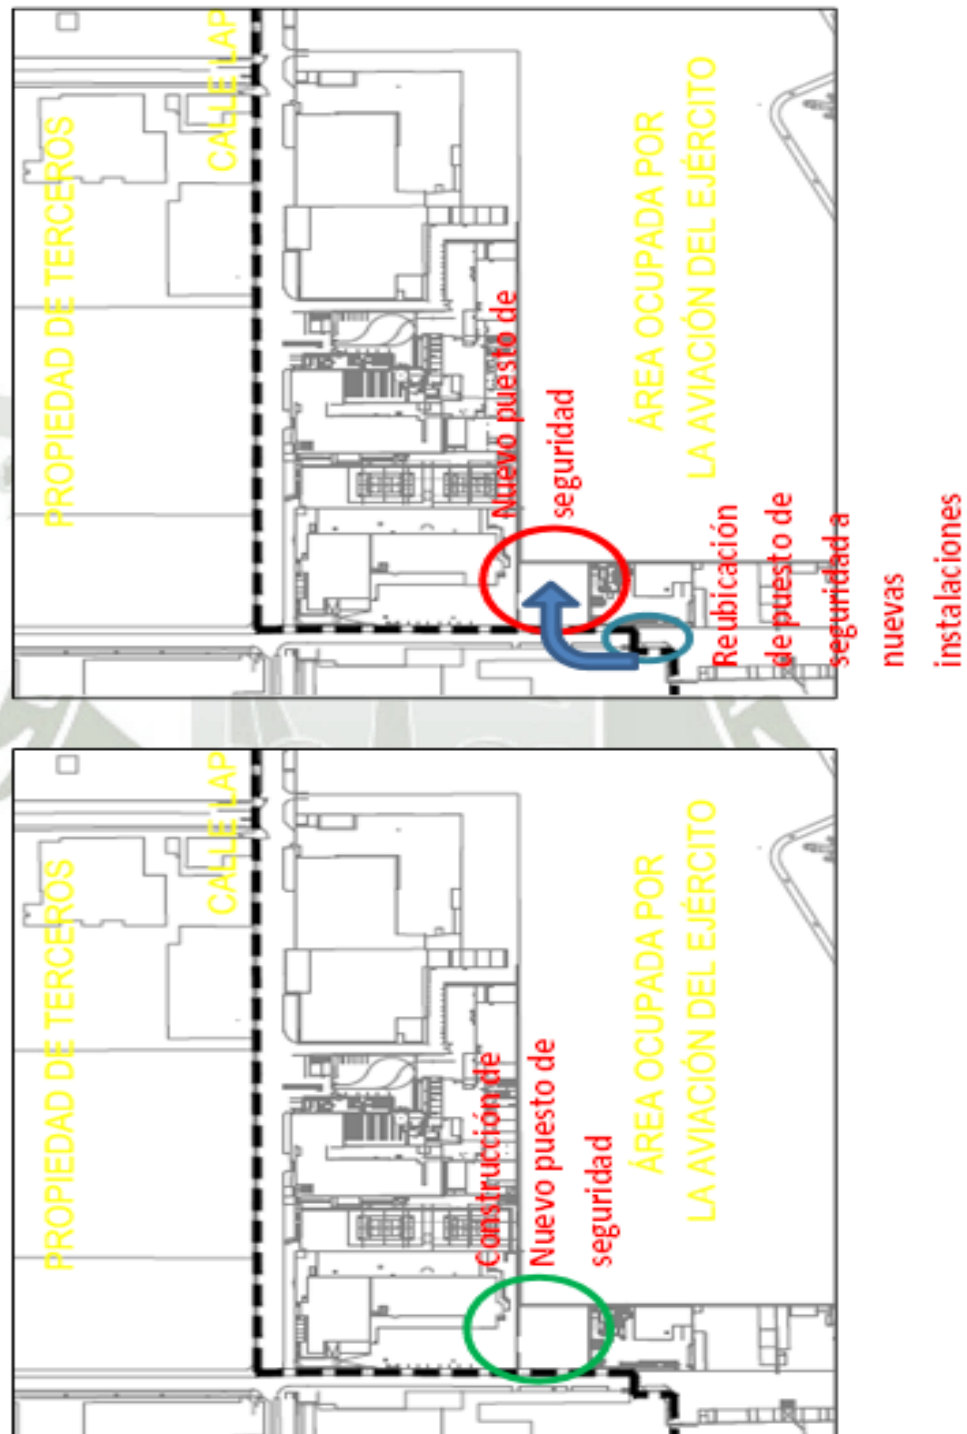 PROPIEDAD DE TERCEROS
CALLE LAP
Construcción de
Nuevo puesto de
seguridad
ÁREA OCUPADA POR
LA AVIACIÓN DEL EJÉRCITO
PROPIEDAD DE TERCEROS
CALLE LAP
Nuevo puesto de
seguridad
ÁREA OCUPADA POR
LA AVIACIÓN DEL EJÉRCITO
Reubicación
de puesto de
seguridad a
nuevas
instalaciones